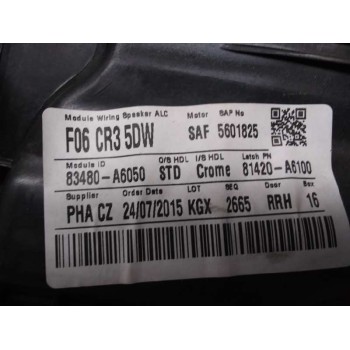 Module Wiring Speaker ALC Motor SAF No
F06 CR3 5DW SAF 5601825
Module ID O/S HDL I/S HDL Latch PN
83480-A6050 STD Crome 81420-A6100
Supplier Order Date LOT SEQ Door Box
PHA CZ 24/07/2015 KGX 2665 RRH 16